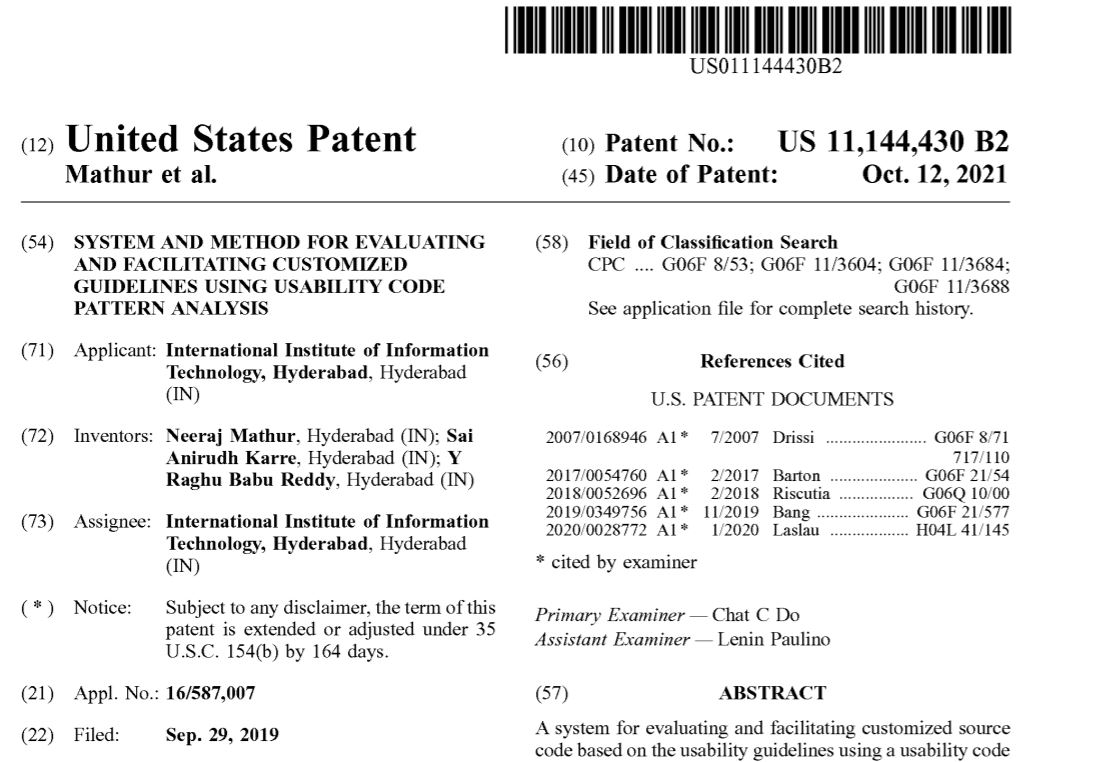 US011144430B2
(12) United States Patent
Mathur et al.
(10) Patent No.: US 11,144,430 B2
(45) Date of Patent: Oct. 12, 2021
(54) SYSTEM AND METHOD FOR EVALUATING
AND FACILITATING CUSTOMIZED
GUIDELINES USING USABILITY CODE
PATTERN ANALYSIS
(71) Applicant: International Institute of Information
Technology, Hyderabad, Hyderabad
(IN)
(72) Inventors: Neeraj Mathur, Hyderabad (IN); Sai
Anirudh Karre, Hyderabad (IN); Y
Raghu Babu Reddy, Hyderabad (IN)
(73) Assignee: International Institute of Information
Technology, Hyderabad, Hyderabad
(IN)
( * ) Notice: Subject to any disclaimer, the term of this
patent is extended or adjusted under 35
U.S.C. 154(b) by 164 days.
(21) Appl. No.: 16/587,007
(22) Filed: Sep. 29, 2019
(58) Field of Classification Search
CPC .... G06F 8/53; G06F 11/3604; G06F 11/3684;
G06F 11/3688
See application file for complete search history.
(56) References Cited
U.S. PATENT DOCUMENTS
2007/0168946 A1* 7/2007 Drissi ....................... G06F 8/71
717/110
2017/0054760 A1* 2/2017 Barton .................... G06F 21/54
2018/0052696 A1* 2/2018 Riscutia ................. G06Q 10/00
2019/0349756 A1* 11/2019 Bang ..................... G06F 21/577
2020/0028772 A1* 1/2020 Laslau .................. H04L 41/145
* cited by examiner
Primary Examiner — Chat C Do
Assistant Examiner — Lenin Paulino
(57) ABSTRACT
A system for evaluating and facilitating customized source
code based on the usability guidelines using a usability code